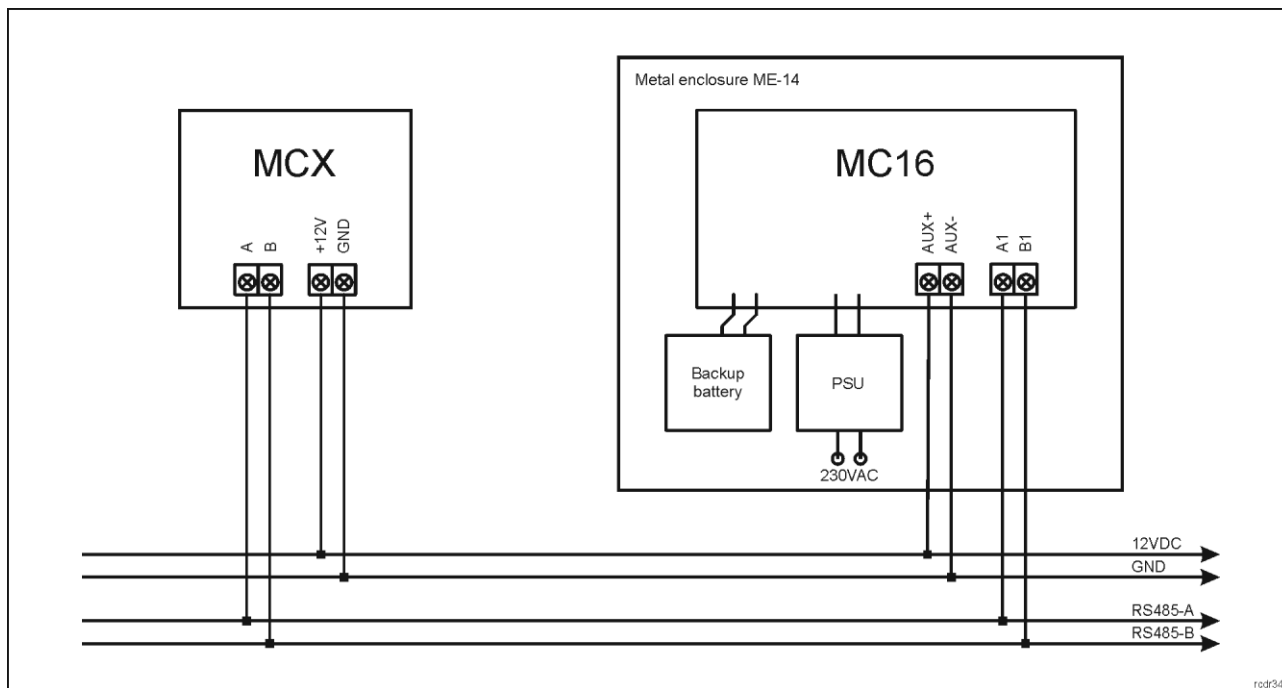 Metal enclosure ME-14
MCX
MC16
A
B
+12V
GND
AUX+
AUX-
A1
B1
Backup
battery
PSU
230VAC
12VDC
GND
RS485-A
RS485-B
rcdr34